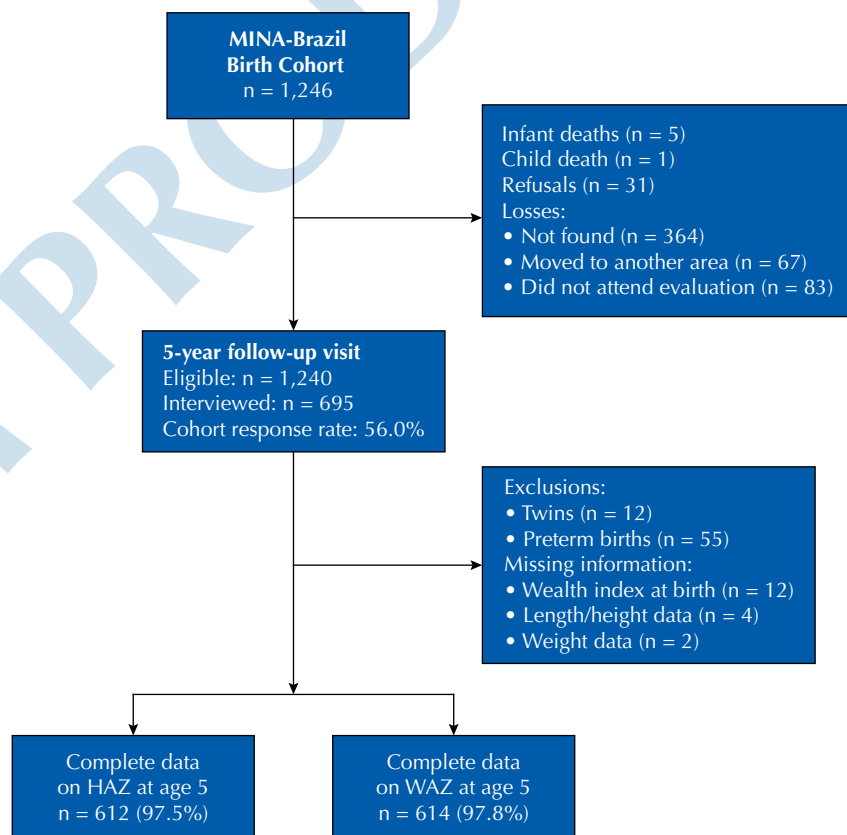 MINA-Brazil
Birth Cohort
n = 1,246
Infant deaths (n = 5)
Child death (n = 1)
Refusals (n = 31)
Losses:
• Not found (n = 364)
• Moved to another area (n = 67)
• Did not attend evaluation (n = 83)
5-year follow-up visit
Eligible: n = 1,240
Interviewed: n = 695
Cohort response rate: 56.0%
Exclusions:
• Twins (n = 12)
• Preterm births (n = 55)
Missing information:
• Wealth index at birth (n = 12)
• Length/height data (n = 4)
• Weight data (n = 2)
Complete data
on HAZ at age 5
n = 612 (97.5%)
Complete data
on WAZ at age 5
n = 614 (97.8%)